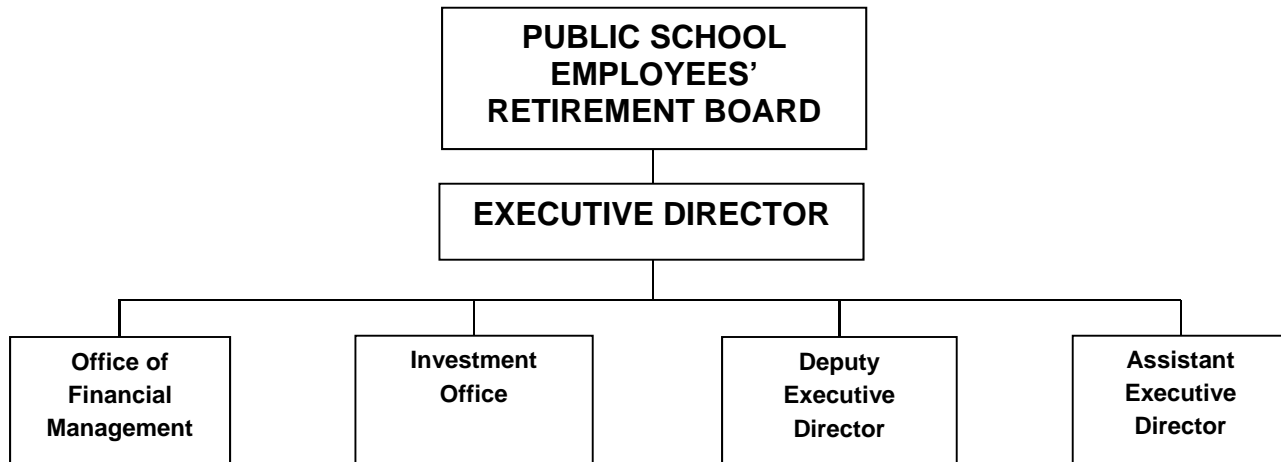 PUBLIC SCHOOL
EMPLOYEES’
RETIREMENT BOARD
EXECUTIVE DIRECTOR
Office of
Financial
Management
Investment
Office
Deputy
Executive
Director
Assistant
Executive
Director